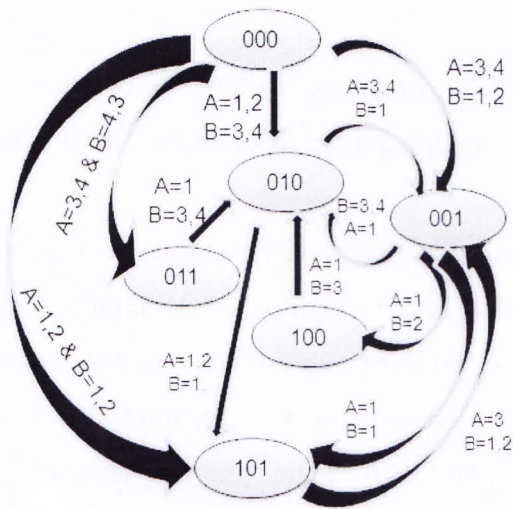 000
A=3,4
B=1,2
A=3,4
B=1
A=1,2
B=3,4
A=3,4 & B=4,3
010
A=1
B=3,4
B=3,4
A=1
001
011
A=1
B=3
100
A=1
B=2
A=1,2 & B=1,2
A=1,2
B=1,
A=1
B=1
A=3
B=1,2
101